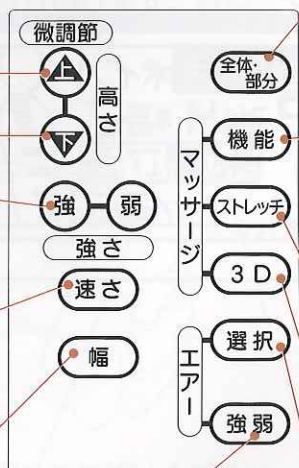 微調節
上
高さ
下
強
弱
強さ
速さ
幅
全体・
部分
マッサージ
機能
ストレッチ
3D
エアー
選択
強弱